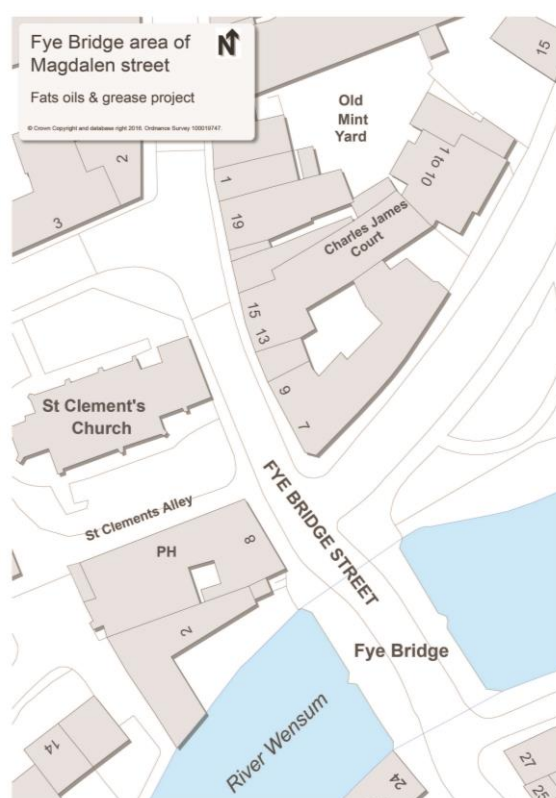 Fye Bridge area of
Magdalen street
N
Fats oils & grease project
© Crown Copyright and database right 2016. Ordnance Survey 100019747
15
Old
Mint
Yard
2
1 to 10
1
3
19
Charles James
Court
15
13
9
St Clement's
Church
7
FYE BRIDGE STREET
St Clements Alley
PH
8
2
Fye Bridge
River Wensum
14
24
27
25